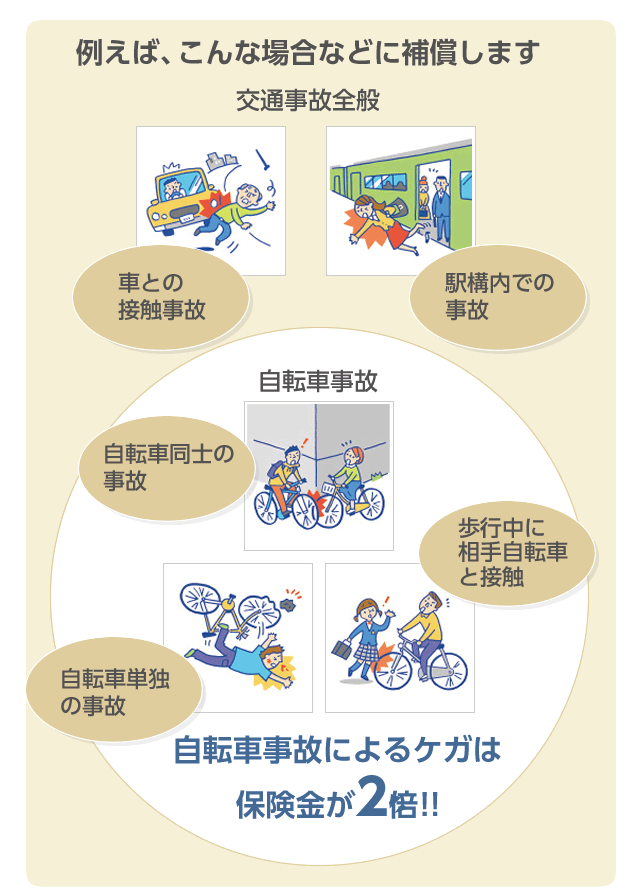 例えば、こんな場合などに補償します
交通事故全般
車との
接触事故
駅構内での
事故
自転車事故
自転車同士の
事故
歩行中に
相手自転車
と接触
自転車単独
の事故
自転車事故によるケガは
保険金が2倍!!